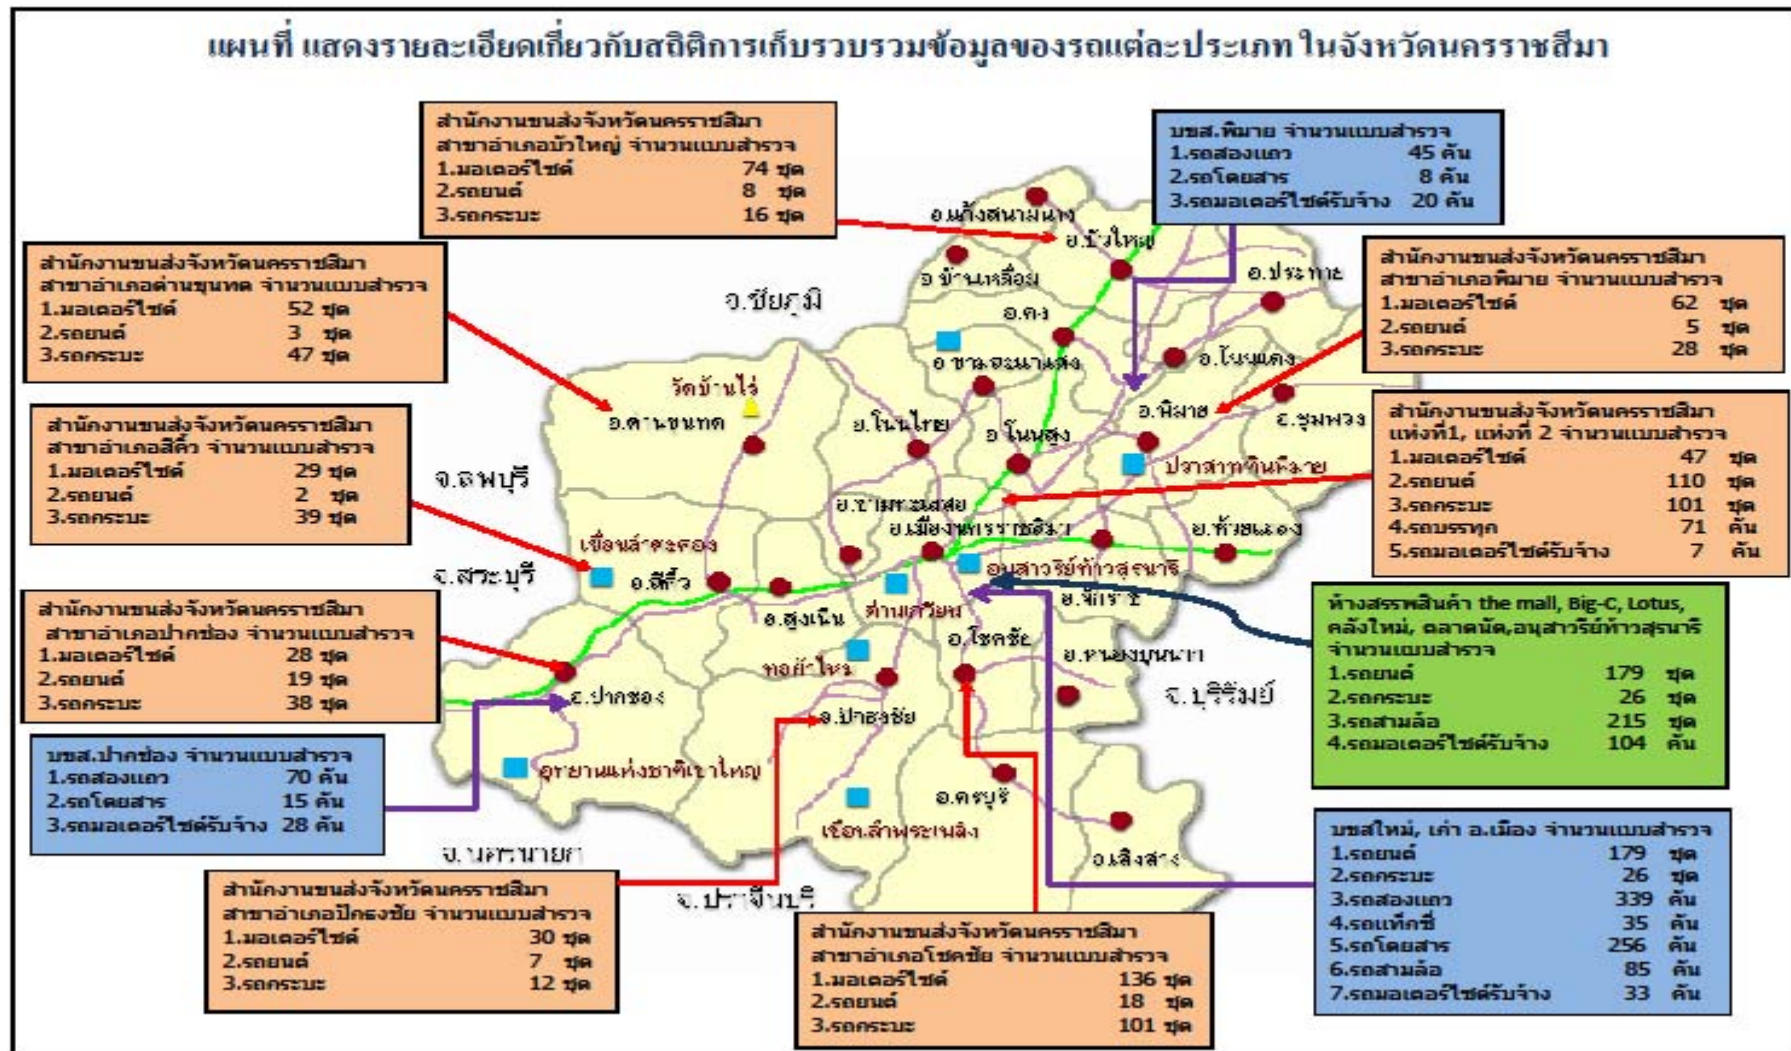 แผนที่ แสดงรายละเอียดเกี่ยวกับสถิติการเก็บรวบรวมข้อมูลของรถแต่ละประเภท ในจังหวัดนครราชสีมา
สำนักงานขนส่งจังหวัดนครราชสีมา
สาขาอำเภอบัวใหญ่ จำนวนแบบสำรวจ
1.มอเตอร์ไซด์ 74 ชุด
2.รถยนต์ 8 ชุด
3.รถกระบะ 16 ชุด
บขส.พิมาย จำนวนแบบสำรวจ
1.รถสองแถว 45 คัน
2.รถโดยสาร 8 คัน
3.รถมอเตอร์ไซด์รับจ้าง 20 คัน
สำนักงานขนส่งจังหวัดนครราชสีมา
สาขาอำเภอด่านขุนทด จำนวนแบบสำรวจ
1.มอเตอร์ไซด์ 52 ชุด
2.รถยนต์ 3 ชุด
3.รถกระบะ 47 ชุด
สำนักงานขนส่งจังหวัดนครราชสีมา
สาขาอำเภอพิมาย จำนวนแบบสำรวจ
1.มอเตอร์ไซด์ 62 ชุด
2.รถยนต์ 5 ชุด
3.รถกระบะ 28 ชุด
สำนักงานขนส่งจังหวัดนครราชสีมา
สาขาอำเภอสีคิ้ว จำนวนแบบสำรวจ
1.มอเตอร์ไซด์ 29 ชุด
2.รถยนต์ 2 ชุด
3.รถกระบะ 39 ชุด
สำนักงานขนส่งจังหวัดนครราชสีมา
แห่งที่1, แห่งที่ 2 จำนวนแบบสำรวจ
1.มอเตอร์ไซด์ 47 ชุด
2.รถยนต์ 110 ชุด
3.รถกระบะ 101 ชุด
4.รถบรรทุก 71 คัน
5.รถมอเตอร์ไซด์รับจ้าง 7 คัน
สำนักงานขนส่งจังหวัดนครราชสีมา
สาขาอำเภอปากช่อง จำนวนแบบสำรวจ
1.มอเตอร์ไซด์ 28 ชุด
2.รถยนต์ 19 ชุด
3.รถกระบะ 38 ชุด
ห้างสรรพสินค้า the mall, Big-C, Lotus,
คลังใหม่, ตลาดนัด,อนุสาวรีย์ท้าวสุรนารี
จำนวนแบบสำรวจ
1.รถยนต์ 179 ชุด
2.รถกระบะ 26 ชุด
3.รถสามล้อ 215 ชุด
4.รถมอเตอร์ไซด์รับจ้าง 104 คัน
บขส.ปากช่อง จำนวนแบบสำรวจ
1.รถสองแถว 70 คัน
2.รถโดยสาร 15 คัน
3.รถมอเตอร์ไซด์รับจ้าง 28 คัน
บขสใหม่, เก่า อ.เมือง จำนวนแบบสำรวจ
1.รถยนต์ 179 ชุด
2.รถกระบะ 26 ชุด
3.รถสองแถว 339 คัน
4.รถแท็กซี่ 35 คัน
5.รถโดยสาร 256 คัน
6.รถสามล้อ 85 คัน
7.รถมอเตอร์ไซด์รับจ้าง 33 คัน
สำนักงานขนส่งจังหวัดนครราชสีมา
สาขาอำเภอปักธงชัย จำนวนแบบสำรวจ
1.มอเตอร์ไซด์ 30 ชุด
2.รถยนต์ 7 ชุด
3.รถกระบะ 12 ชุด
สำนักงานขนส่งจังหวัดนครราชสีมา
สาขาอำเภอโชคชัย จำนวนแบบสำรวจ
1.มอเตอร์ไซด์ 136 ชุด
2.รถยนต์ 18 ชุด
3.รถกระบะ 101 ชุด
อ.แก้งสนามนาง
อ.บัวใหญ่
อ.บ้านเหลื่อม
อ.ประทาย
จ.ชัยภูมิ
อ.คง
อ.โนนแดง
วัดบ้านไร่
อ.ด่านขุนทด
อ.โนนไทย
อ.โนนสูง
อ.พิมาย
อ.ชุมพวง
ปราสาทหินพิมาย
จ.ลพบุรี
อ.เมืองนครราชสีมา
อ.ห้วยแถลง
เขื่อนลำตะคอง
จ.สระบุรี
อ.สีคิ้ว
อนุสาวรีย์ท้าวสุรนารี
อ.จักราช
อ.สูงเนิน
ด่านเกวียน
อ.โชคชัย
อ.หนองบุนนาก
ทอผ้าไหม
จ.บุรีรัมย์
อ.ปากช่อง
อุทยานแห่งชาติเขาใหญ่
อ.ครบุรี
เขื่อนลำพระเพลิง
อ.เสิงสาง
จ.นครนายก
จ.ปราจีนบุรี